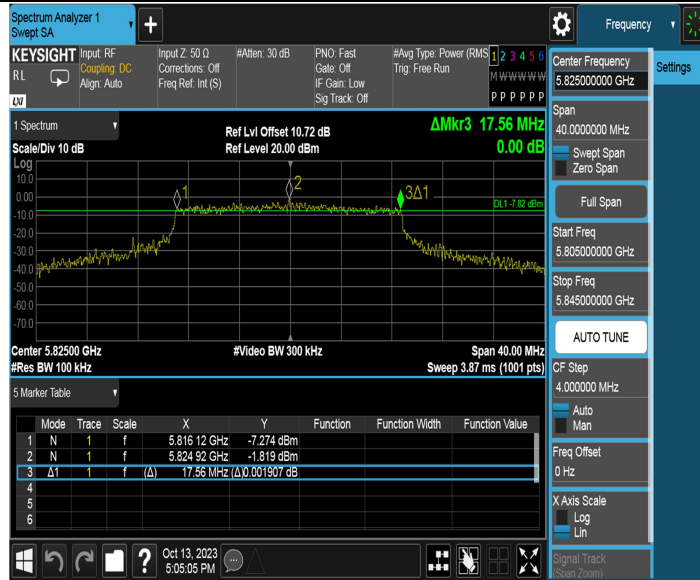 Spectrum Analyzer 1
Swept SA
+
Frequency
KEYSIGHT
RL
LXI
Input: RF
Coupling: DC
Align: Auto
Input Z: 50 Ω
Corrections: Off
Freq Ref: Int (S)
#Atten: 30 dB
PNO: Fast
Gate: Off
IF Gain: Low
Sig Track: Off
#Avg Type: Power (RMS
Trig: Free Run
1 2 3 4 5 6
M W W W W W
P P P P P P
1 Spectrum
Scale/Div 10 dB
Ref Lvl Offset 10.72 dB
Ref Level 20.00 dBm
ΔMkr3 17.56 MHz
0.00 dB
Log
10.0
0.00
-10.0
-20.0
-30.0
-40.0
-50.0
-60.0
-70.0
1
2
3Δ1
DL1 -7.82 dBm
Center 5.82500 GHz
#Video BW 300 kHz
Span 40.00 MHz
#Res BW 100 kHz
Sweep 3.87 ms (1001 pts)
5 Marker Table
Mode Trace Scale X Y Function Function Width Function Value
1 N 1 f 5.816 12 GHz -7.274 dBm
2 N 1 f 5.824 92 GHz -1.819 dBm
3 Δ1 1 f (Δ) 17.56 MHz (Δ) 0.001907 dB
4
5
6
?
Oct 13, 2023
5:05:05 PM
Center Frequency
5.825000000 GHz
Span
40.0000000 MHz
Swept Span
Zero Span
Full Span
Start Freq
5.805000000 GHz
Stop Freq
5.845000000 GHz
AUTO TUNE
CF Step
4.000000 MHz
Auto
Man
Freq Offset
0 Hz
X Axis Scale
Log
Lin
Signal Track
(Span Zoom)
Settings